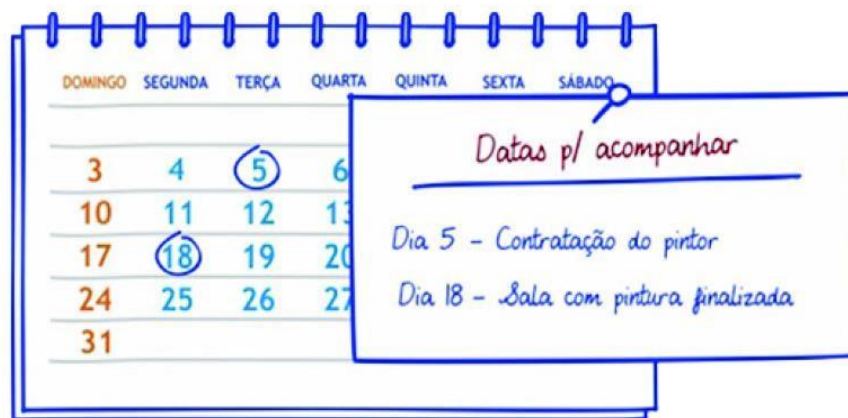 DOMINGO SEGUNDA TERÇA QUARTA QUINTA SEXTA SÁBADO
Datas p/ acompanhar
3 4 5 6
10 11 12 13
Dia 5 - Contratação do pintor
17 18 19 20
Dia 18 - Sala com pintura finalizada
24 25 26 27
31